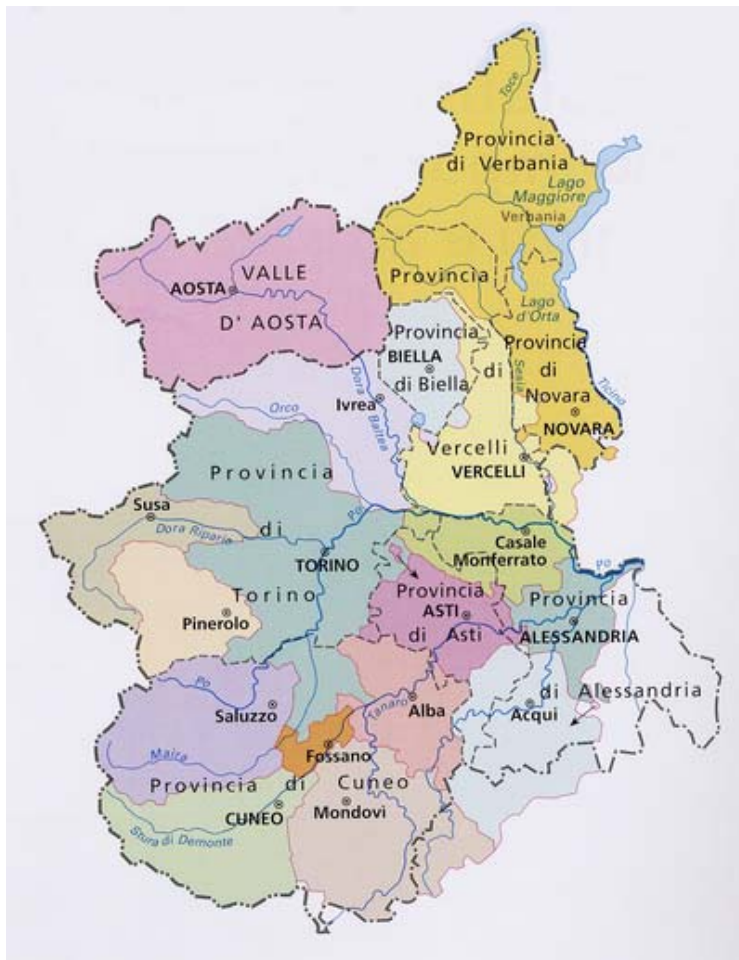 Toce
Provincia
di Verbania
Lago
Maggiore
Verbania
VALLE
AOSTA
D' AOSTA
Provincia
Lago
d'Orta
Provincia
BIELLA
di Biella
di
Sesia
Provincie
di
Novara
NOVARA
Ticino
Dora
Baltea
Ivrea
Orco
Vercelli
VERCELLI
Provincia
Susa
di
Dora Riparia
Po
TORINO
Torino
Pinerolo
Casale
Monferrato
Po
Provincia
ASTI
di Asti
Provincia
ALESSANDRIA
di Alessandria
Acqui
Po
Saluzzo
Tanaro
Alba
Maira
Fossano
Provincia di Cuneo
CUNEO
Mondovi
Stura di Demonte